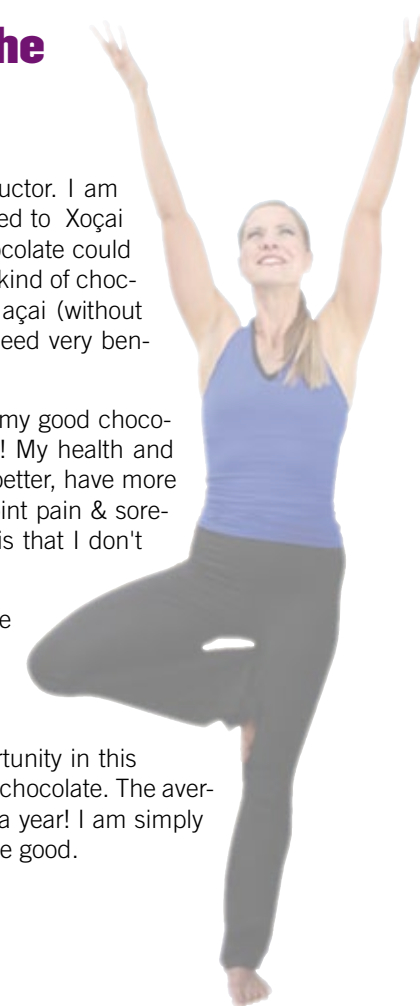 he
uctor. I am
ed to Xoçai
ocolate could
kind of choc-
açai (without
eed very ben-
my good choco-
! My health and
better, have more
int pain & sore-
is that I don't
e
rtunity in this
chocolate. The aver-
a year! I am simply
e good.